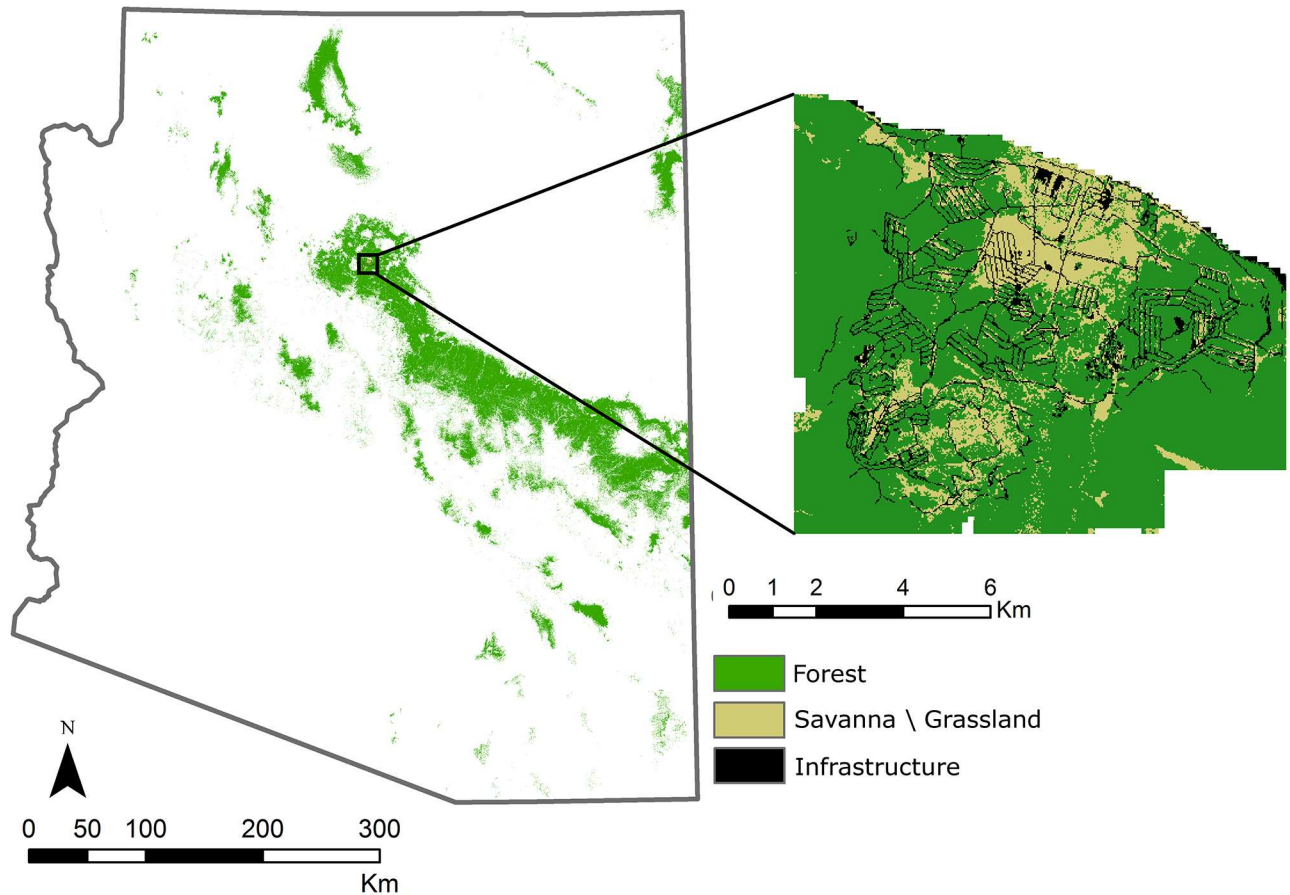 0 1 2 4 6
Km
Forest
Savanna \ Grassland
Infrastructure
N
0 50 100 200 300
Km